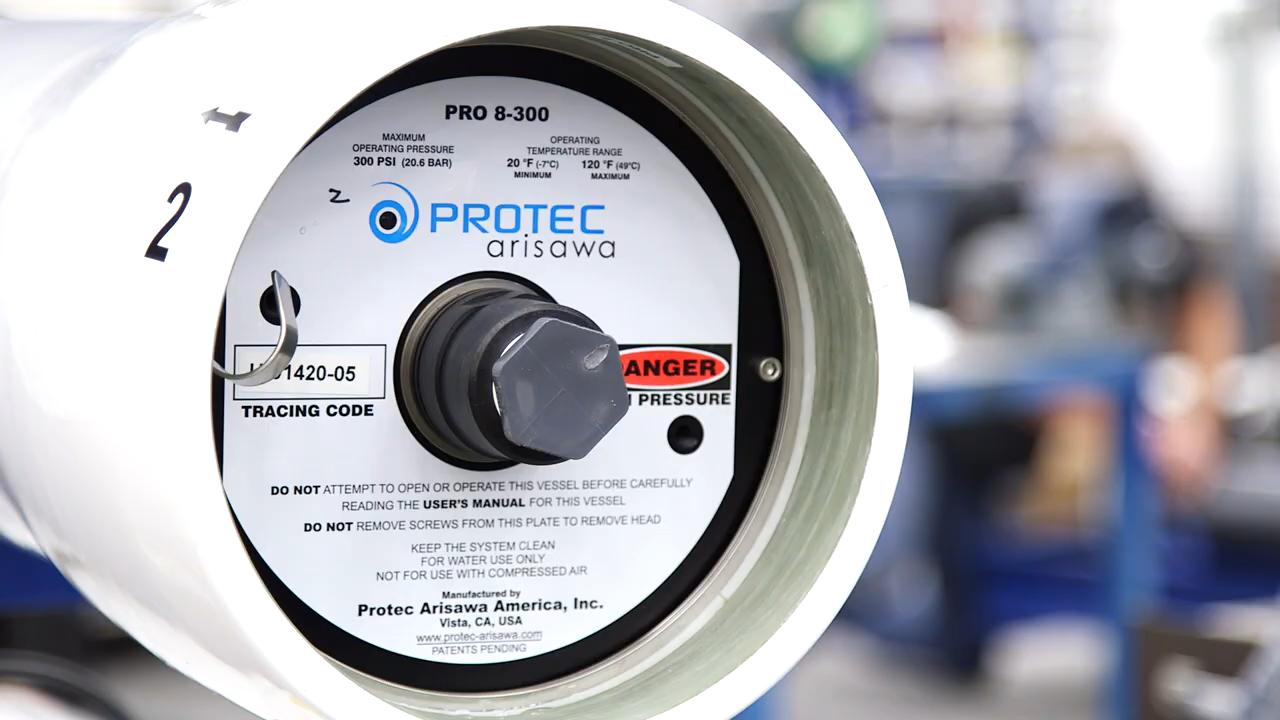 PRO 8-300
MAXIMUM
OPERATING PRESSURE
300 PSI (20.6 BAR)
OPERATING
TEMPERATURE RANGE
20 °F (-7°C) 120 °F (49°C)
MINIMUM MAXIMUM
2
2
PROTEC
arisawa
1420-05
TRACING CODE
ANGER
PRESSURE
DO NOT ATTEMPT TO OPEN OR OPERATE THIS VESSEL BEFORE CAREFULLY
READING THE USER'S MANUAL FOR THIS VESSEL
DO NOT REMOVE SCREWS FROM THIS PLATE TO REMOVE HEAD
KEEP THE SYSTEM CLEAN
FOR WATER USE ONLY
NOT FOR USE WITH COMPRESSED AIR
Manufactured by
Protec Arisawa America, Inc.
Vista, CA, USA
www.protec-arisawa.com
PATENTS PENDING